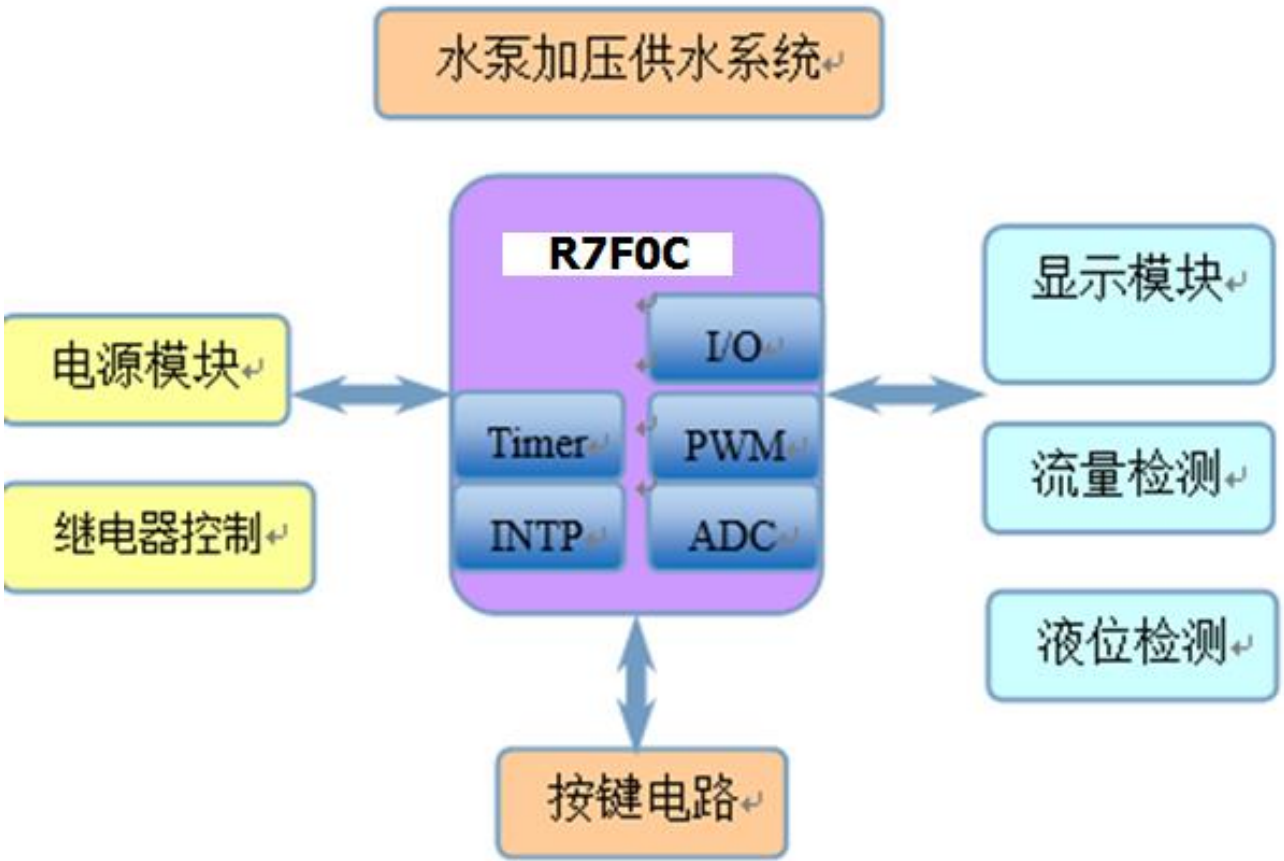 水泵加压供水系统
R7F0C
I/O
Timer
PWM
INTP
ADC
电源模块
继电器控制
显示模块
流量检测
液位检测
按键电路